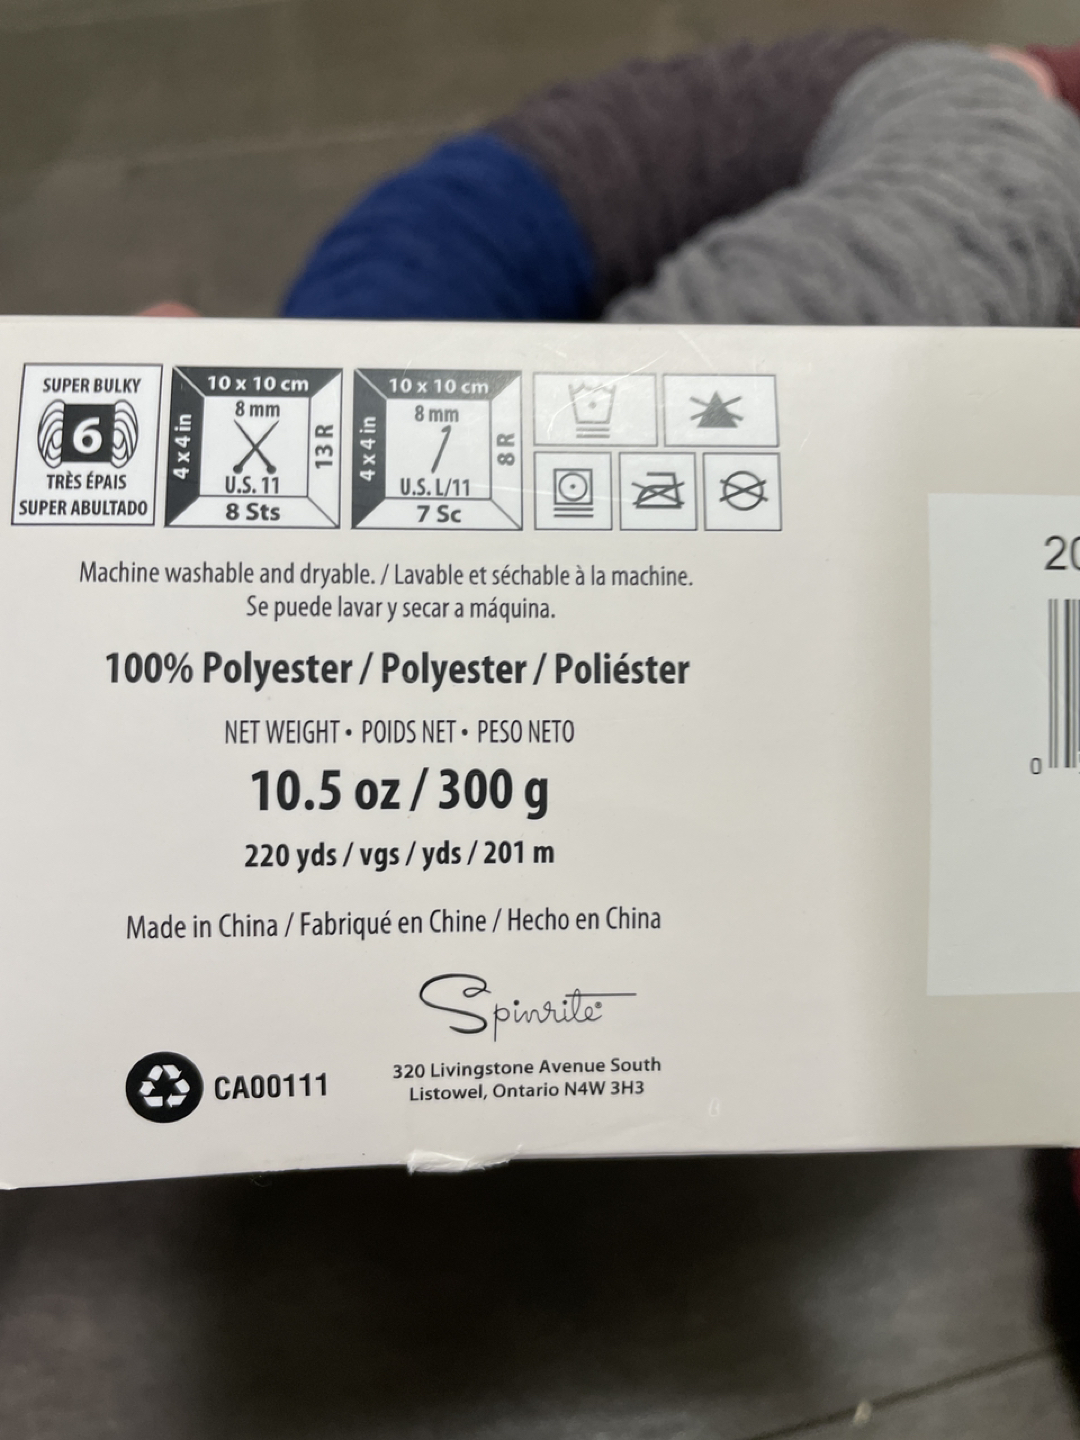 SUPER BULKY
6
TRÈS ÉPAIS
SUPER ABULTADO
10 x 10 cm
4 x 4 in
8 mm
13 R
U.S. 11
8 Sts
10 x 10 cm
4 x 4 in
8 mm
8 R
U.S. L/11
7 Sc
Machine washable and dryable. / Lavable et séchable à la machine.
Se puede lavar y secar a máquina.
100% Polyester / Polyester / Poliéster
NET WEIGHT • POIDS NET • PESO NETO
10.5 oz / 300 g
220 yds / vgs / yds / 201 m
Made in China / Fabriqué en Chine / Hecho en China
Spinrite®
320 Livingstone Avenue South
Listowel, Ontario N4W 3H3
CA00111
20
0